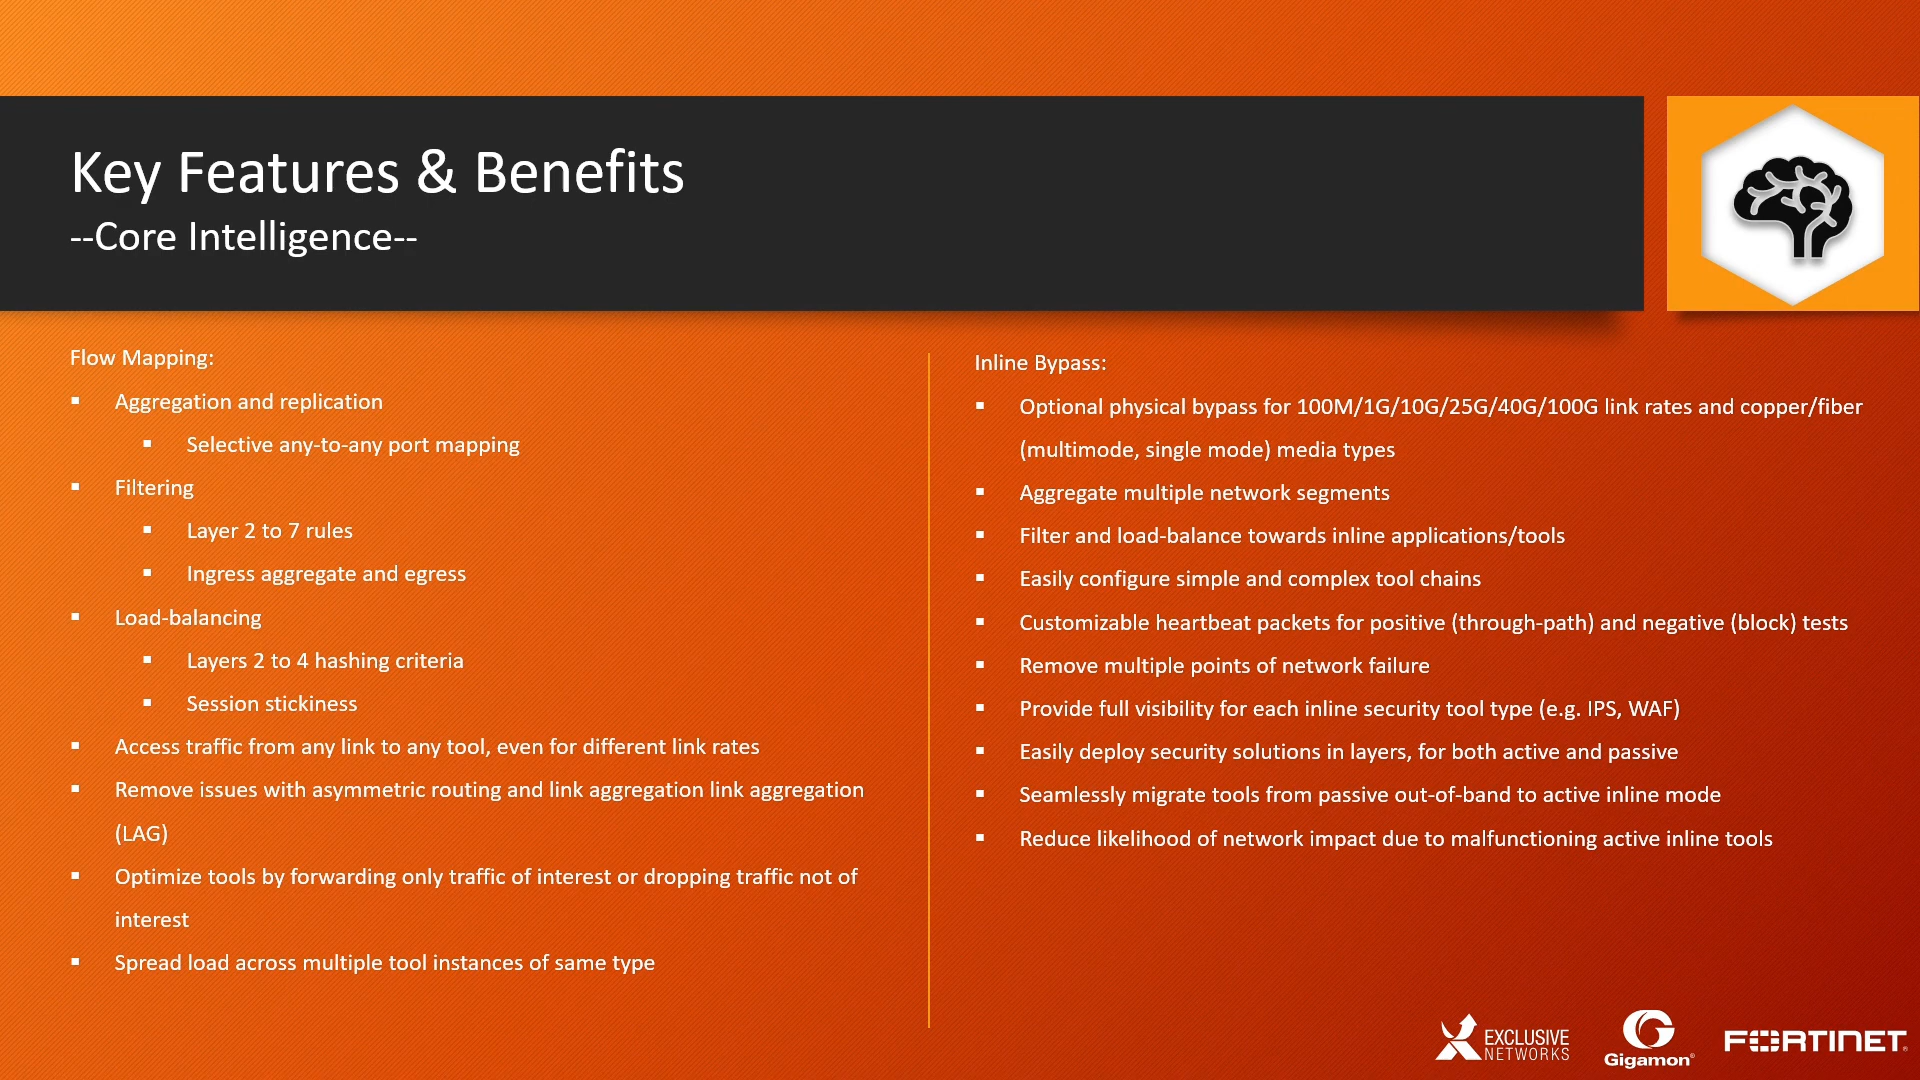 Key Features & Benefits
--Core Intelligence--
Flow Mapping:
▪ Aggregation and replication
▪ Selective any-to-any port mapping
▪ Filtering
▪ Layer 2 to 7 rules
▪ Ingress aggregate and egress
▪ Load-balancing
▪ Layers 2 to 4 hashing criteria
▪ Session stickiness
▪ Access traffic from any link to any tool, even for different link rates
▪ Remove issues with asymmetric routing and link aggregation link aggregation
(LAG)
▪ Optimize tools by forwarding only traffic of interest or dropping traffic not of
interest
▪ Spread load across multiple tool instances of same type
Inline Bypass:
▪ Optional physical bypass for 100M/1G/10G/25G/40G/100G link rates and copper/fiber
(multimode, single mode) media types
▪ Aggregate multiple network segments
▪ Filter and load-balance towards inline applications/tools
▪ Easily configure simple and complex tool chains
▪ Customizable heartbeat packets for positive (through-path) and negative (block) tests
▪ Remove multiple points of network failure
▪ Provide full visibility for each inline security tool type (e.g. IPS, WAF)
▪ Easily deploy security solutions in layers, for both active and passive
▪ Seamlessly migrate tools from passive out-of-band to active inline mode
▪ Reduce likelihood of network impact due to malfunctioning active inline tools
EXCLUSIVE
NETWORKS
Gigamon®
FORTINET®